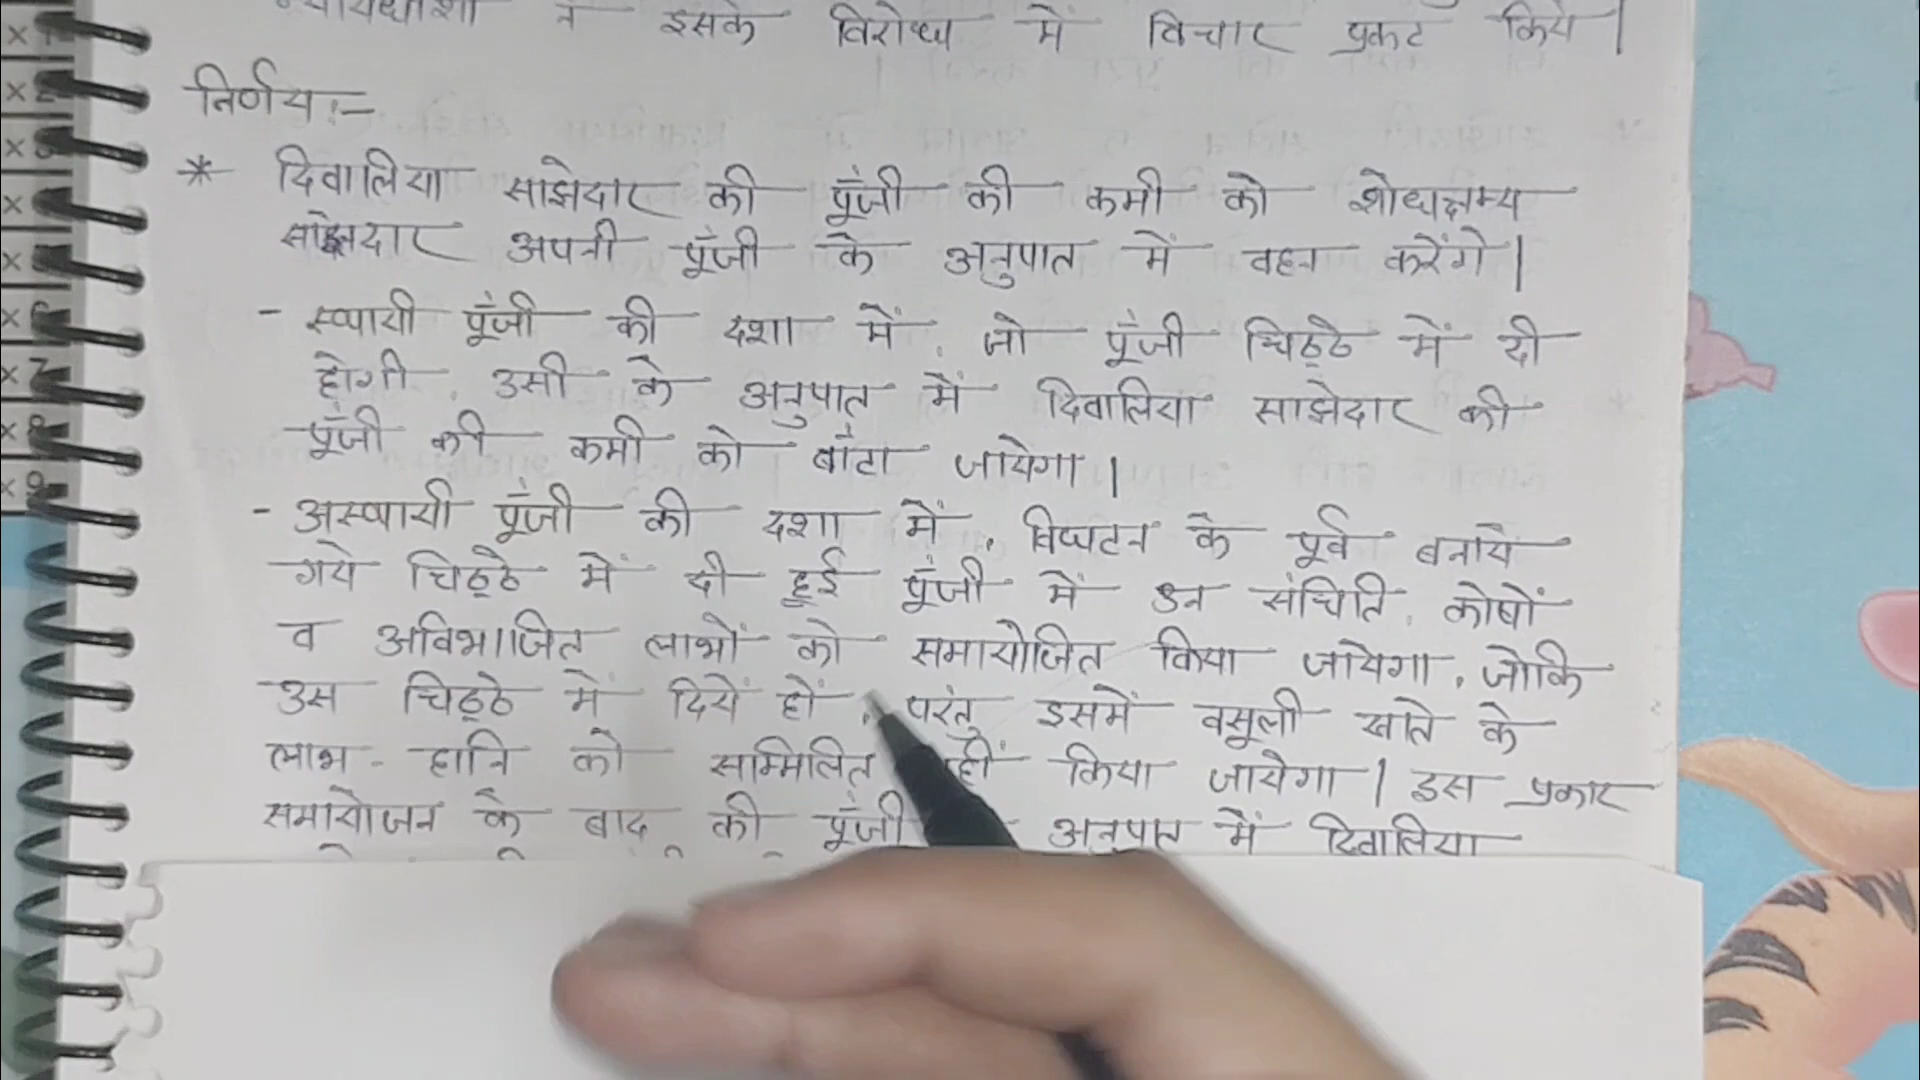 न्यायधीशों ने इसके विरोध में विचार प्रकट किये |
निर्णय :-
* दिवालिया साझेदार की पूँजी की कमी को शोधक्षम्य
साझेदार अपनी पूँजी के अनुपात में वहन करेंगे |
- स्थायी पूँजी की दशा में, जो पूँजी चिठ्ठे में दी
होगी, उसी के अनुपात में दिवालिया साझेदार की
पूँजी की कमी को बाँटा जायेगा |
- अस्थायी पूँजी की दशा में, विघटन के पूर्व बनाये
गये चिठ्ठे में दी हुई पूँजी में उन संचिति, कोषों
व अविभाजित लाभों को समायोजित किया जायेगा, जोकि
उस चिठ्ठे में दिये हों, परंतु इसमें वसूली खाते के
लाभ - हानि को सम्मिलित किया जायेगा | इस प्रकार
समायोजन के बाद की पूँजी अनुपात में दिवालिया